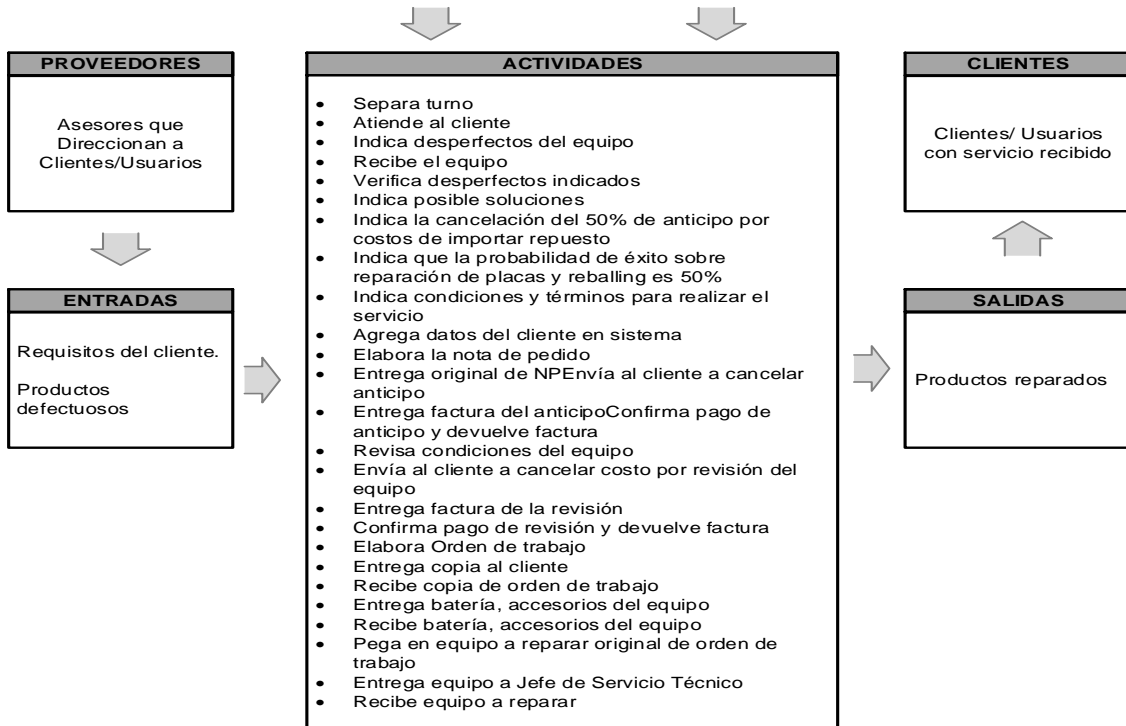 PROVEEDORES
Asesores que
Direccionan a
Clientes/Usuarios
ENTRADAS
Requisitos del cliente.
Productos
defectuosos
ACTIVIDADES
• Separa turno
• Atiende al cliente
• Indica desperfectos del equipo
• Recibe el equipo
• Verifica desperfectos indicados
• Indica posible soluciones
• Indica la cancelación del 50% de anticipo por
costos de importar repuesto
• Indica que la probabilidad de éxito sobre
reparación de placas y reballing es 50%
• Indica condiciones y términos para realizar el
servicio
• Agrega datos del cliente en sistema
• Elabora la nota de pedido
• Entrega original de NPEnvía al cliente a cancelar
anticipo
• Entrega factura del anticipoConfirma pago de
anticipo y devuelve factura
• Revisa condiciones del equipo
• Envía al cliente a cancelar costo por revisión del
equipo
• Entrega factura de la revisión
• Confirma pago de revisión y devuelve factura
• Elabora Orden de trabajo
• Entrega copia al cliente
• Recibe copia de orden de trabajo
• Entrega batería, accesorios del equipo
• Recibe batería, accesorios del equipo
• Pega en equipo a reparar original de orden de
trabajo
• Entrega equipo a Jefe de Servicio Técnico
• Recibe equipo a reparar
CLIENTES
Clientes/ Usuarios
con servicio recibido
SALIDAS
Productos reparados